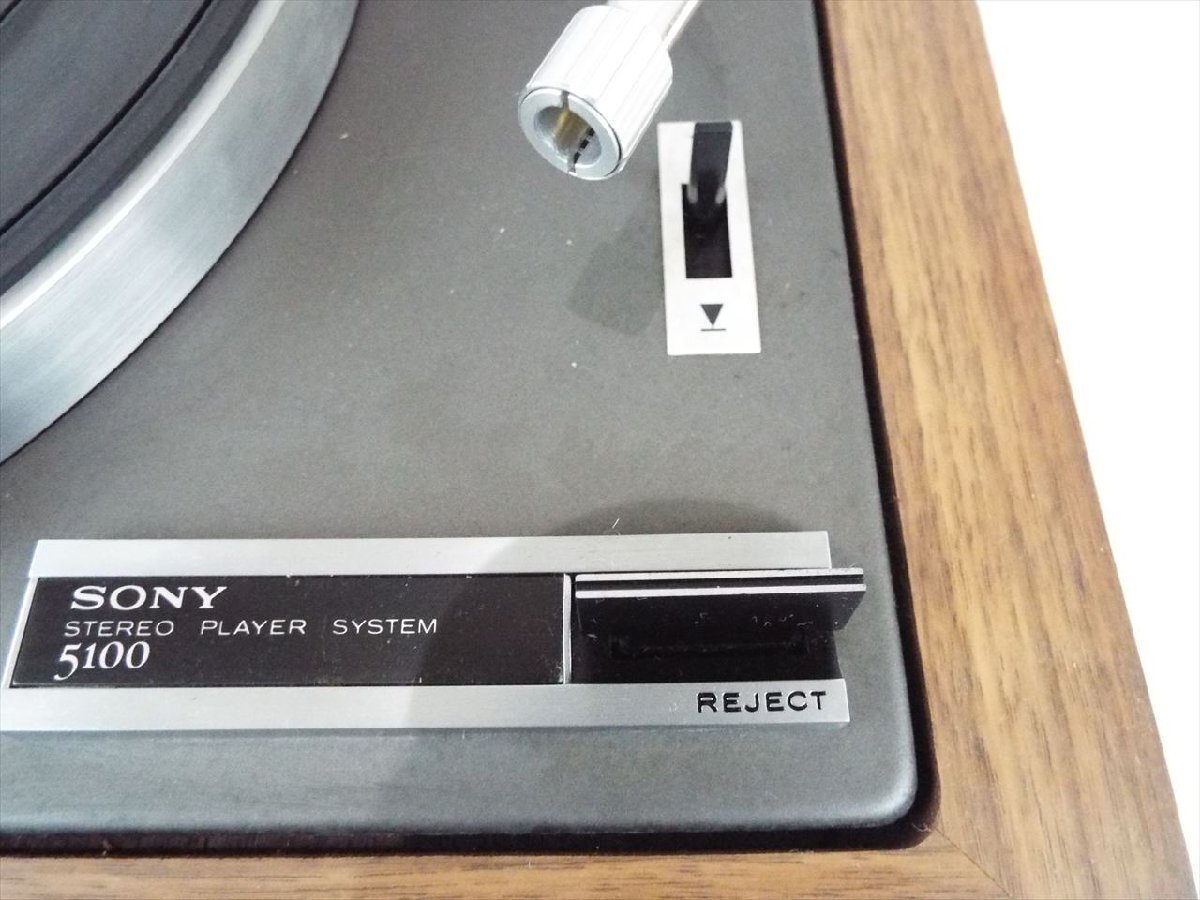 SONY
STEREO PLAYER SYSTEM
5100
REJECT